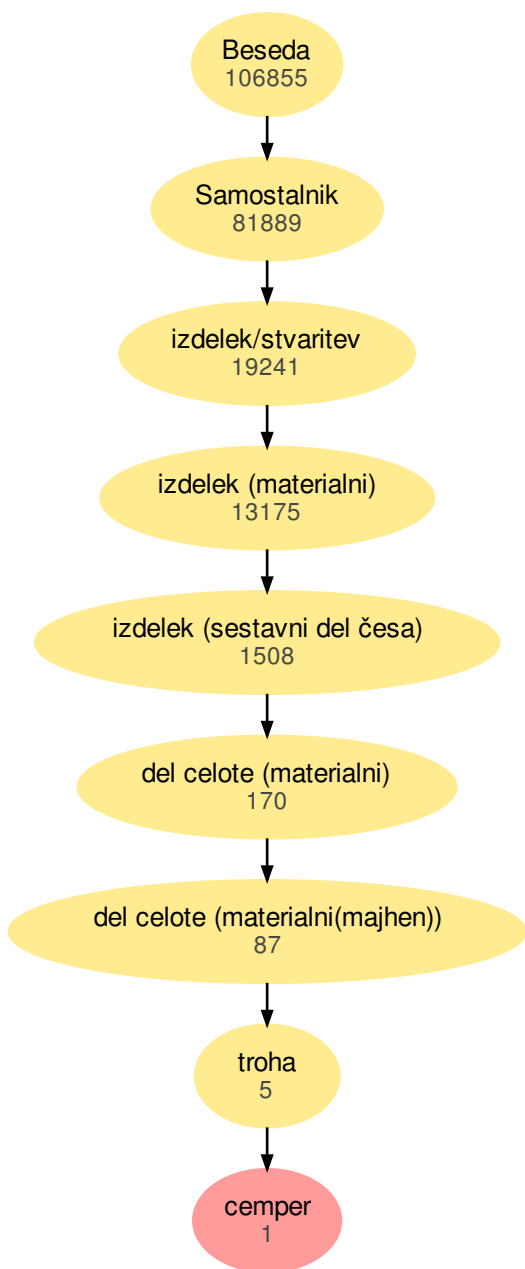 Beseda
106855
Samostalnik
81889
izdelek/stvaritev
19241
izdelek (materialni)
13175
izdelek (sestavni del česa)
1508
del celote (materialni)
170
del celote (materialni(majhen))
87
troha
5
cemper
1